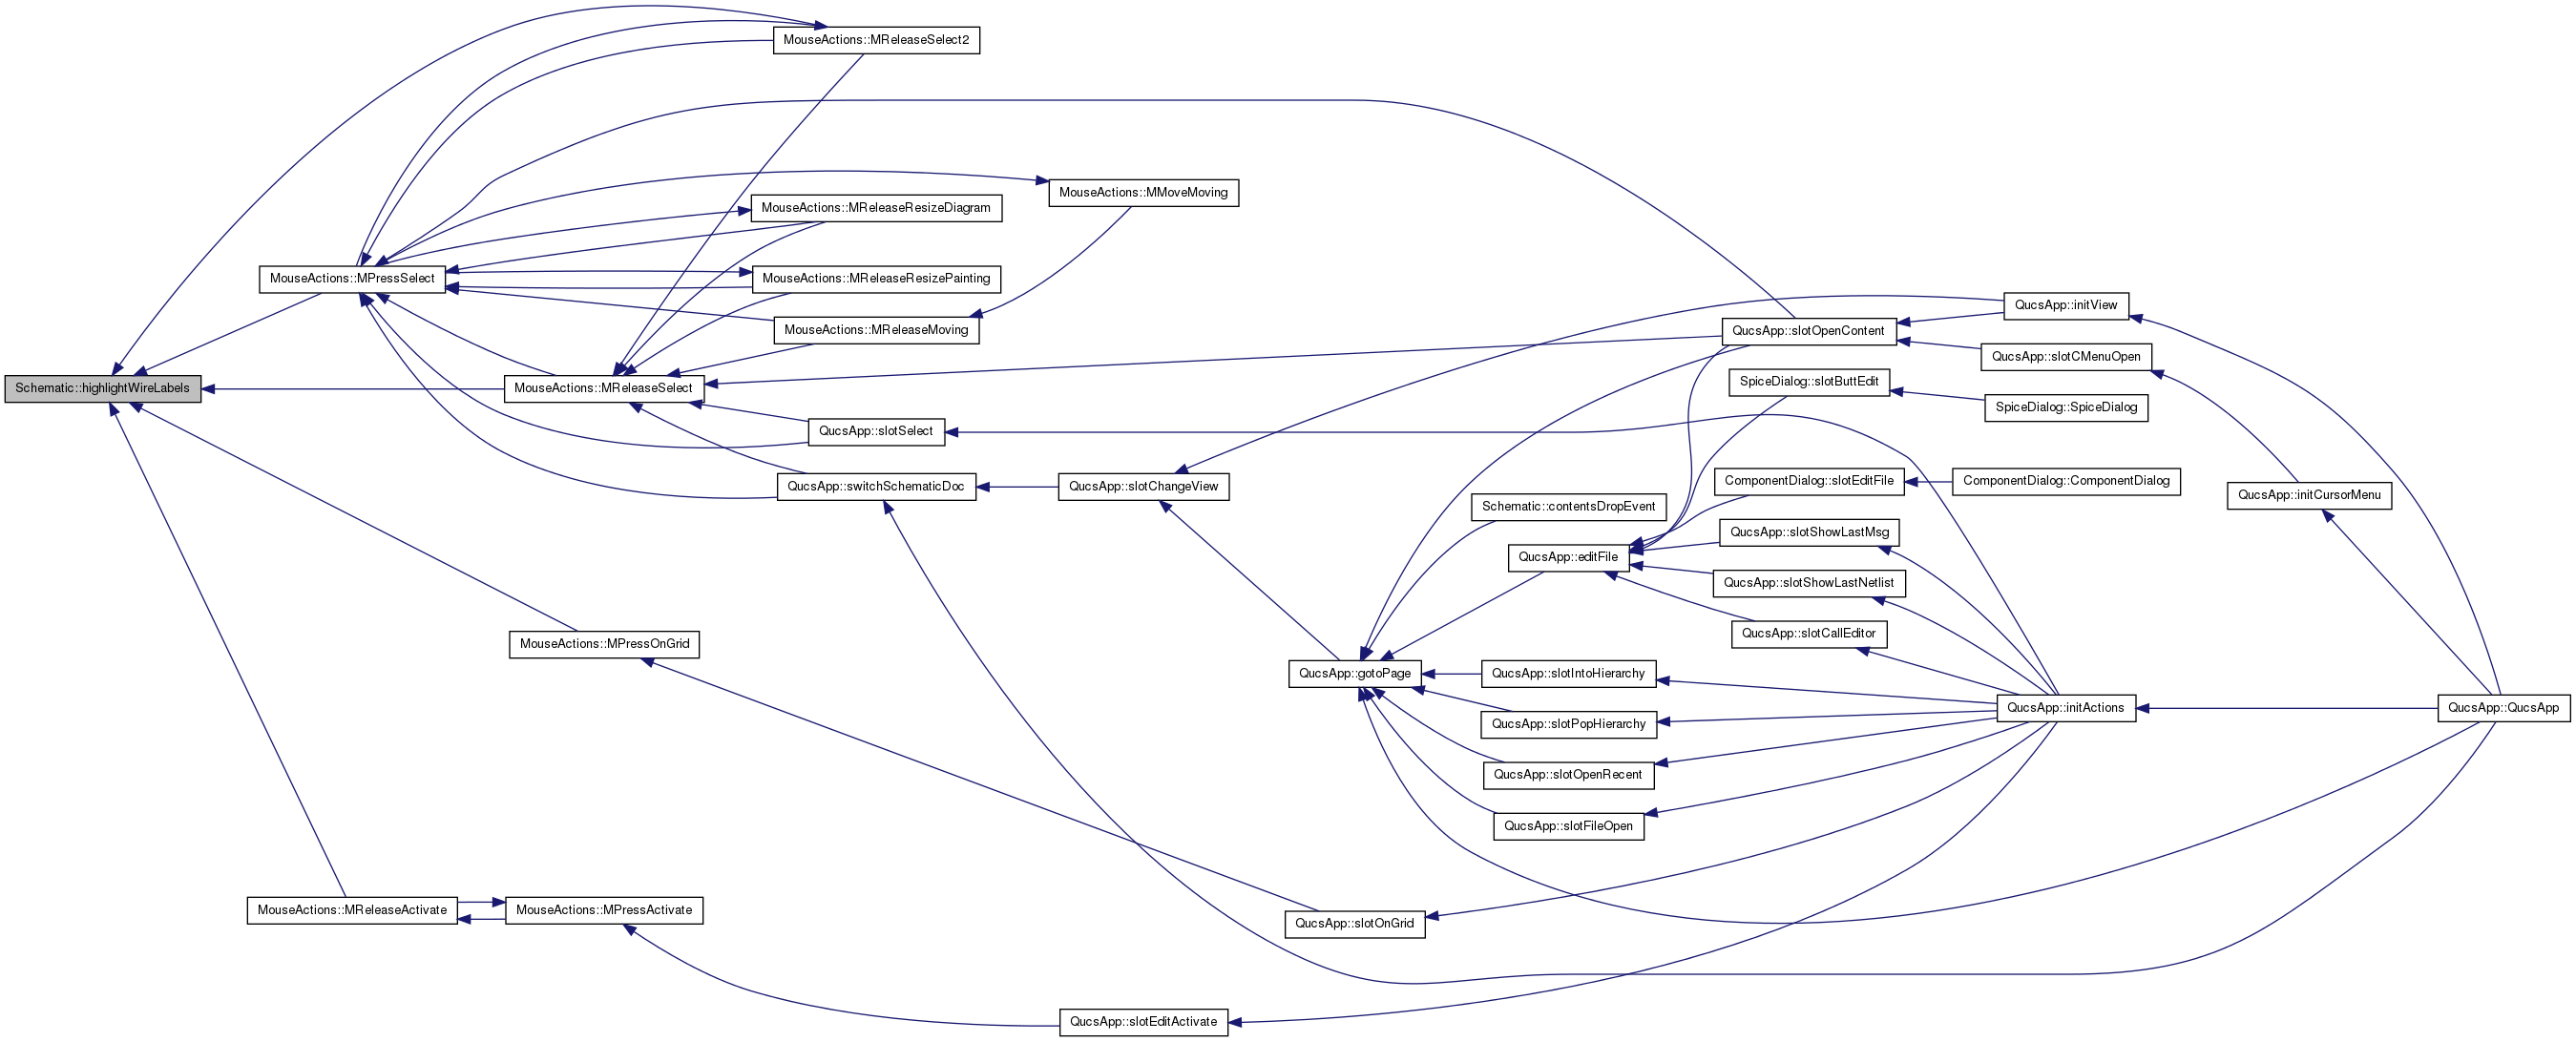 MouseActions::MReleaseSelect2
MouseActions::MMoveMoving
MouseActions::MReleaseResizeDiagram
MouseActions::MPressSelect
MouseActions::MReleaseResizePainting
QucsApp::initView
MouseActions::MReleaseMoving
QucsApp::slotOpenContent
QucsApp::slotCMenuOpen
Schematic::highlightWireLabels
MouseActions::MReleaseSelect
SpiceDialog::slotButtEdit
SpiceDialog::SpiceDialog
QucsApp::slotSelect
QucsApp::switchSchematicDoc
QucsApp::slotChangeView
ComponentDialog::slotEditFile
ComponentDialog::ComponentDialog
QucsApp::initCursorMenu
Schematic::contentsDropEvent
QucsApp::slotShowLastMsg
QucsApp::editFile
QucsApp::slotShowLastNetlist
QucsApp::slotCallEditor
MouseActions::MPressOnGrid
QucsApp::gotoPage
QucsApp::slotIntoHierarchy
QucsApp::initActions
QucsApp::QucsApp
QucsApp::slotPopHierarchy
QucsApp::slotOpenRecent
QucsApp::slotFileOpen
MouseActions::MReleaseActivate
MouseActions::MPressActivate
QucsApp::slotOnGrid
QucsApp::slotEditActivate